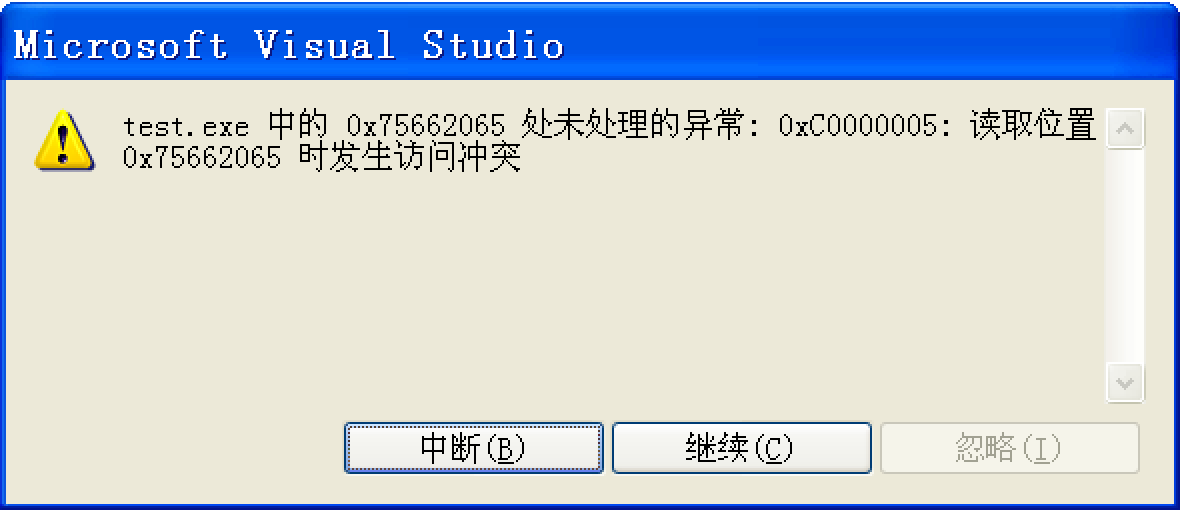 Microsoft Visual Studio
test.exe 中的 0x75662065 处未处理的异常: 0xC0000005: 读取位置
0x75662065 时发生访问冲突
中断(B) 继续(C) 忽略(I)